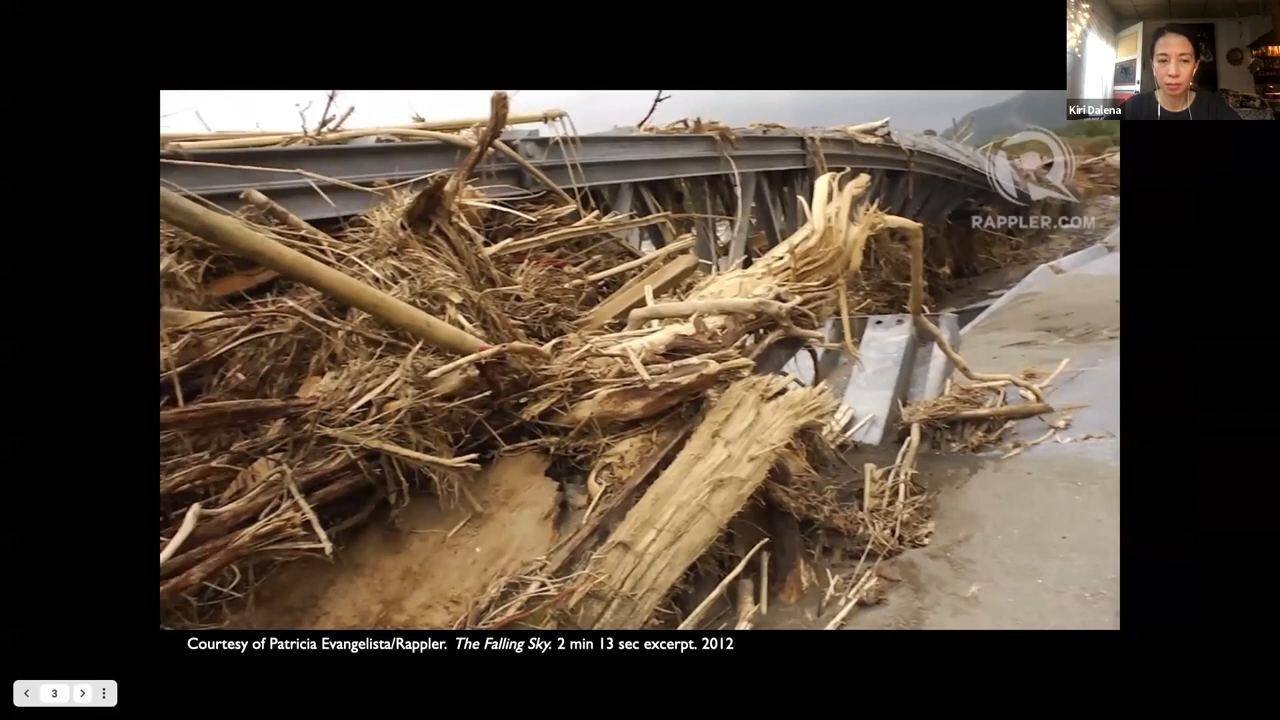 Kiri Dalena
RAPPLER.COM
Courtesy of Patricia Evangelista/Rappler. The Falling Sky. 2 min 13 sec excerpt. 2012
3